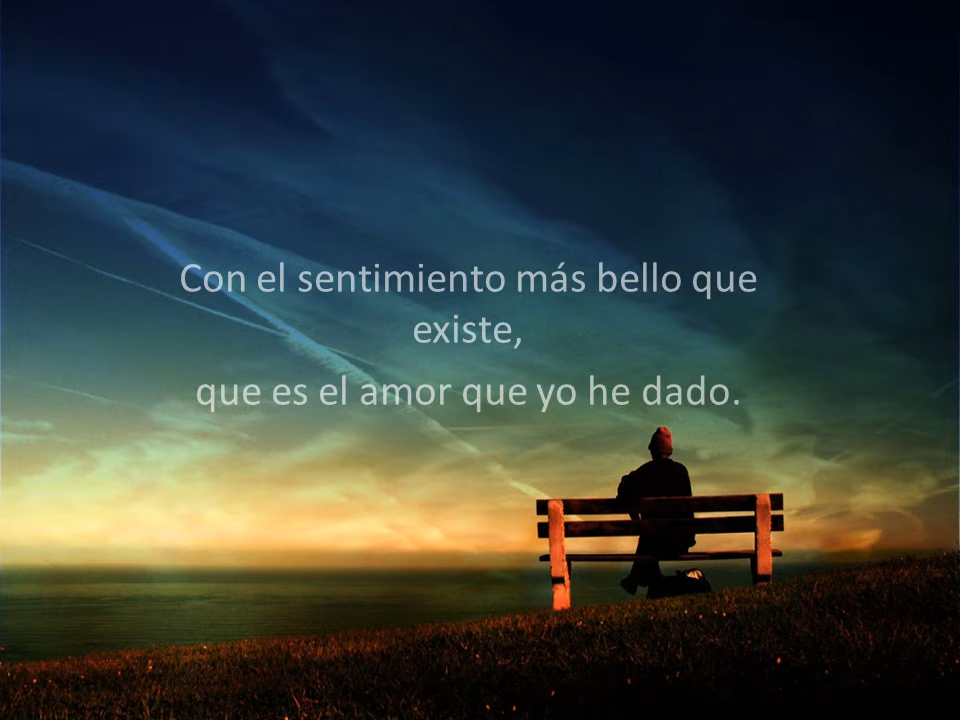 Con el sentimiento más bello que
existe,
que es el amor que yo he dado.